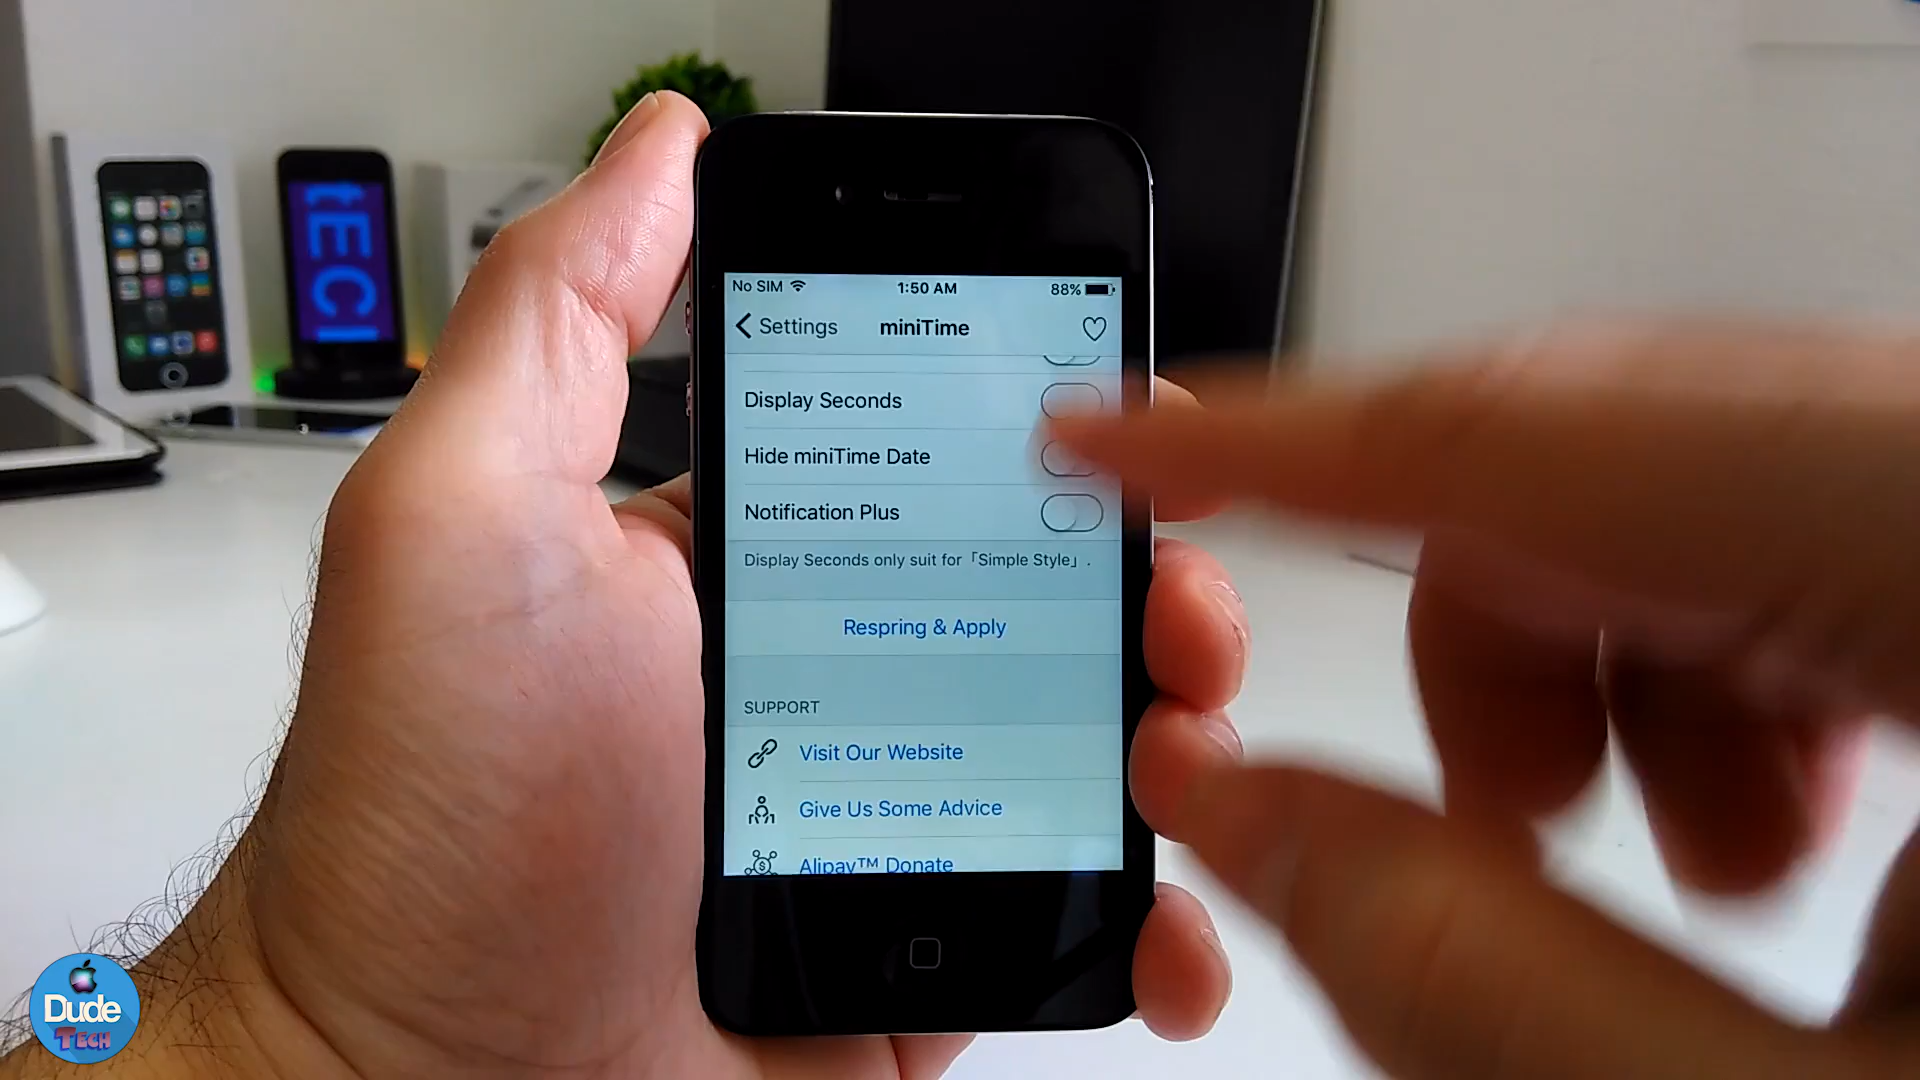 tECH
No SIM 1:50 AM 88%
Settings miniTime
Display Seconds
Hide miniTime Date
Notification Plus
Display Seconds only suit for「Simple Style」.
Respring & Apply
SUPPORT
Visit Our Website
Give Us Some Advice
Alipay™ Donate
Dude
TECH